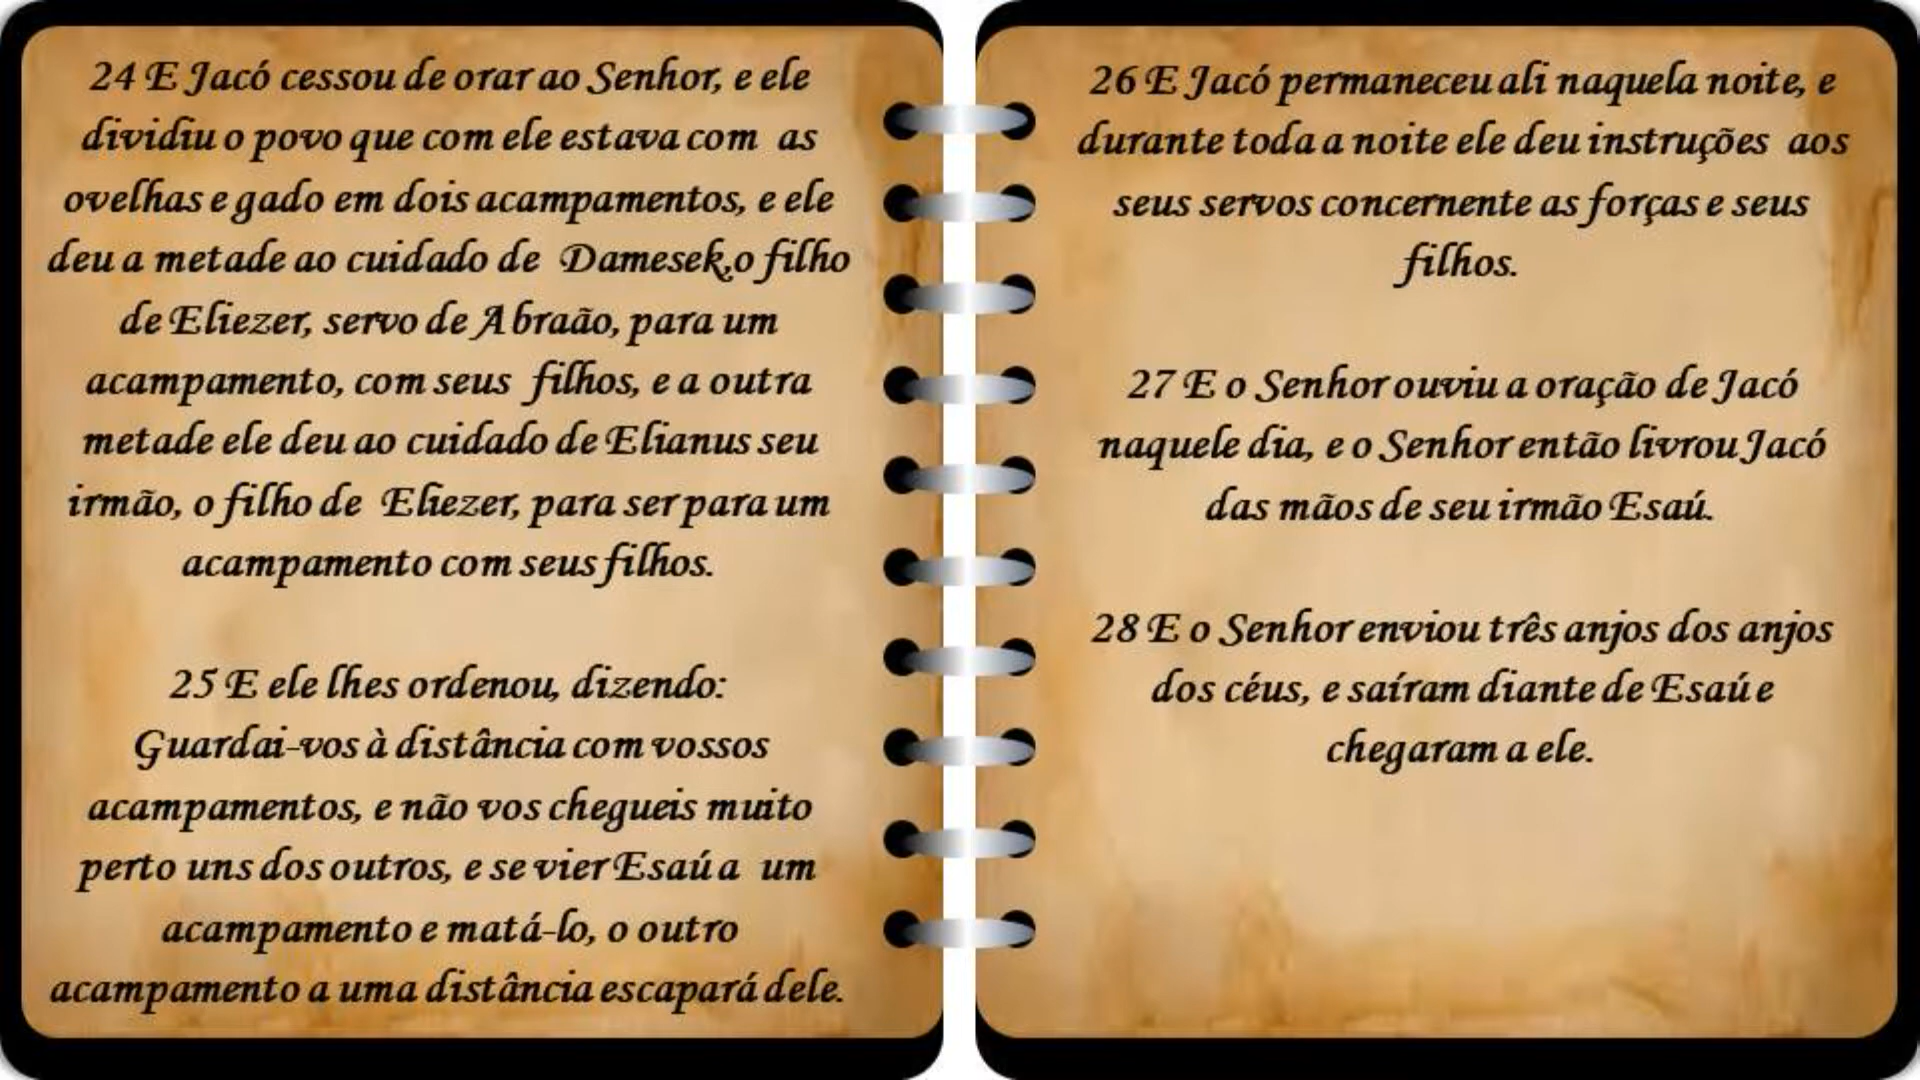 24 E Jacó cessou de orar ao Senhor, e ele
dividiu o povo que com ele estava com as
ovelhas e gado em dois acampamentos, e ele
deu a metade ao cuidado de Damesek,o filho
de Eliezer, servo de Abraão, para um
acampamento, com seus filhos, e a outra
metade ele deu ao cuidado de Elianus seu
irmão, o filho de Eliezer, para ser para um
acampamento com seus filhos.
25 E ele lhes ordenou, dizendo:
Guardai-vos à distância com vossos
acampamentos, e não vos chegueis muito
perto uns dos outros, e se vier Esaú a um
acampamento e matá-lo, o outro
acampamento a uma distância escapará dele.
26 E Jacó permaneceu ali naquela noite, e
durante toda a noite ele deu instruções aos
seus servos concernente as forças e seus
filhos.
27 E o Senhor ouviu a oração de Jacó
naquele dia, e o Senhor então livrou Jacó
das mãos de seu irmão Esaú.
28 E o Senhor enviou três anjos dos anjos
dos céus, e saíram diante de Esaú e
chegaram a ele.